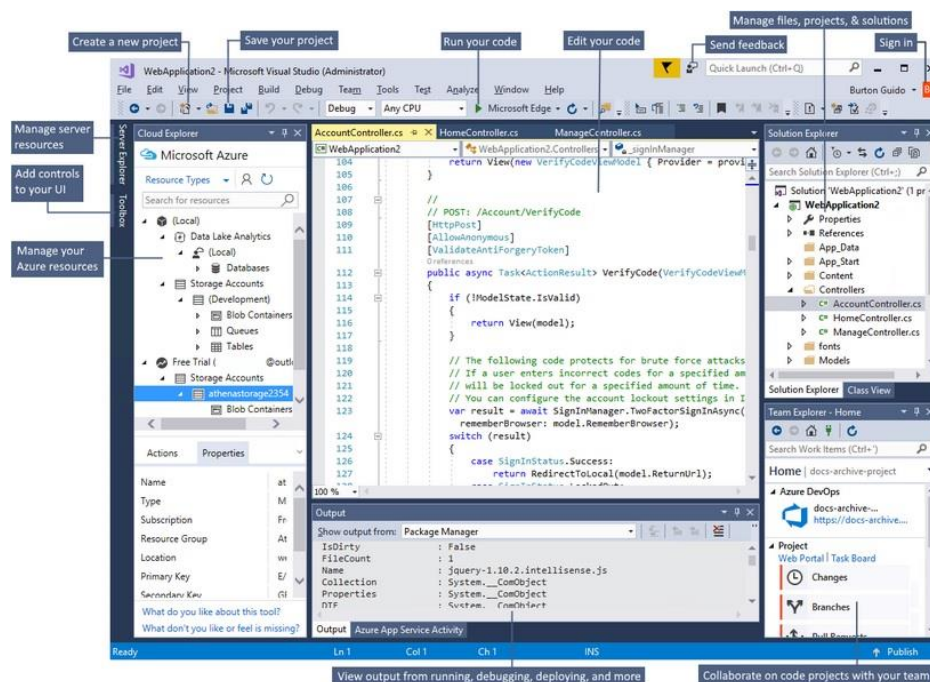 Manage files, projects, & solutions
Create a new project
Save your project
Run your code
Edit your code
Send feedback
Sign in
WebApplication2 - Microsoft Visual Studio (Administrator)
Quick Launch (Ctrl+Q)
File Edit View Project Build Debug Team Tools Test Analyze Window Help
Burton Guido
Debug Any CPU Microsoft Edge
Manage server resources
Add controls to your UI
Manage your Azure resources
Server Explorer
Toolbox
Cloud Explorer
Microsoft Azure
Resource Types
Search for resources
(Local)
Data Lake Analytics
(Local)
Databases
Storage Accounts
(Development)
Blob Containers
Queues
Tables
Free Trial ( @outl
Storage Accounts
athenastorage2354
Blob Containers
Actions Properties
Name at
Type M
Subscription Fr
Resource Group At
Location we
Primary Key E/
Secondary Key
What do you like about this tool?
What don't you like or feel is missing?
AccountController.cs HomeController.cs ManageController.cs
WebApplication2 WebApplication2.Controllers _signInManager
104 return View(new VerifyCodeViewModel { Provider = provi
105 }
106
107 //
108 // POST: /Account/VerifyCode
109 [HttpPost]
110 [AllowAnonymous]
111 [ValidateAntiForgeryToken]
0 references
112 public async Task<ActionResult> VerifyCode(VerifyCodeViewM
113 {
114 if (!ModelState.IsValid)
115 {
116 return View(model);
117 }
118
119 // The following code protects for brute force attacks
120 // If a user enters incorrect codes for a specified am
121 // will be locked out for a specified amount of time.
122 // You can configure the account lockout settings in I
123 var result = await SignInManager.TwoFactorSignInAsync(
rememberBrowser: model.RememberBrowser);
124 switch (result)
125 {
126 case SignInStatus.Success:
127 return RedirectToLocal(model.ReturnUrl);
128 case SignInStatus.LockedOut:
100 %
Output
Show output from: Package Manager
IsDirty : False
FileCount : 1
Name : jquery-1.10.2.intellisense.js
Collection : System.__ComObject
Properties : System.__ComObject
DTE : System.__ComObject
Output Azure App Service Activity
Solution Explorer
Search Solution Explorer (Ctrl+;)
Solution 'WebApplication2' (1 pr
WebApplication2
Properties
References
App_Data
App_Start
Content
Controllers
AccountController.cs
HomeController.cs
ManageController.cs
fonts
Models
Solution Explorer Class View
Team Explorer - Home
Search Work Items (Ctrl+')
Home | docs-archive-project
Azure DevOps
docs-archive-...
https://docs-archive....
Project
Web Portal | Task Board
Changes
Branches
Pull Requests
Ready Ln 1 Col 1 Ch 1 INS Publish
View output from running, debugging, deploying, and more
Collaborate on code projects with your team